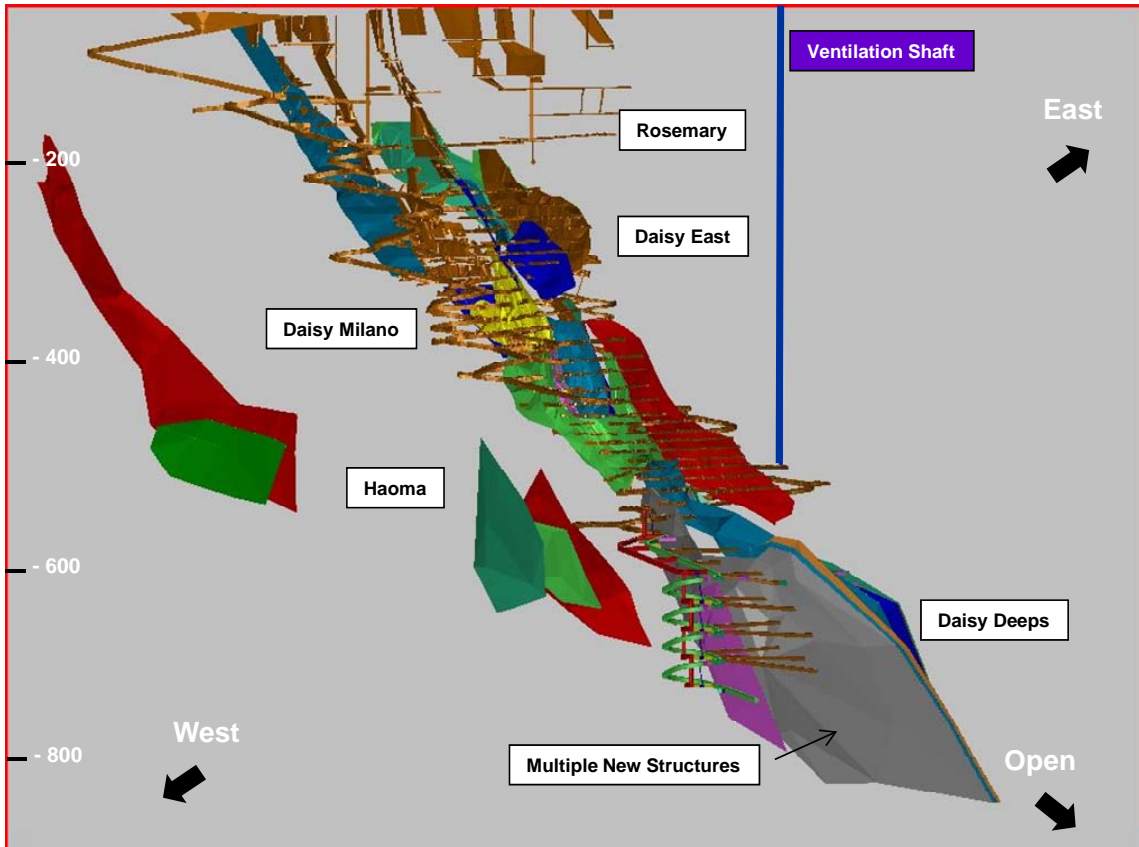 Ventilation Shaft
East
Rosemary
- 200
Daisy East
Daisy Milano
- 400
Haoma
- 600
Daisy Deeps
West
- 800
Multiple New Structures
Open